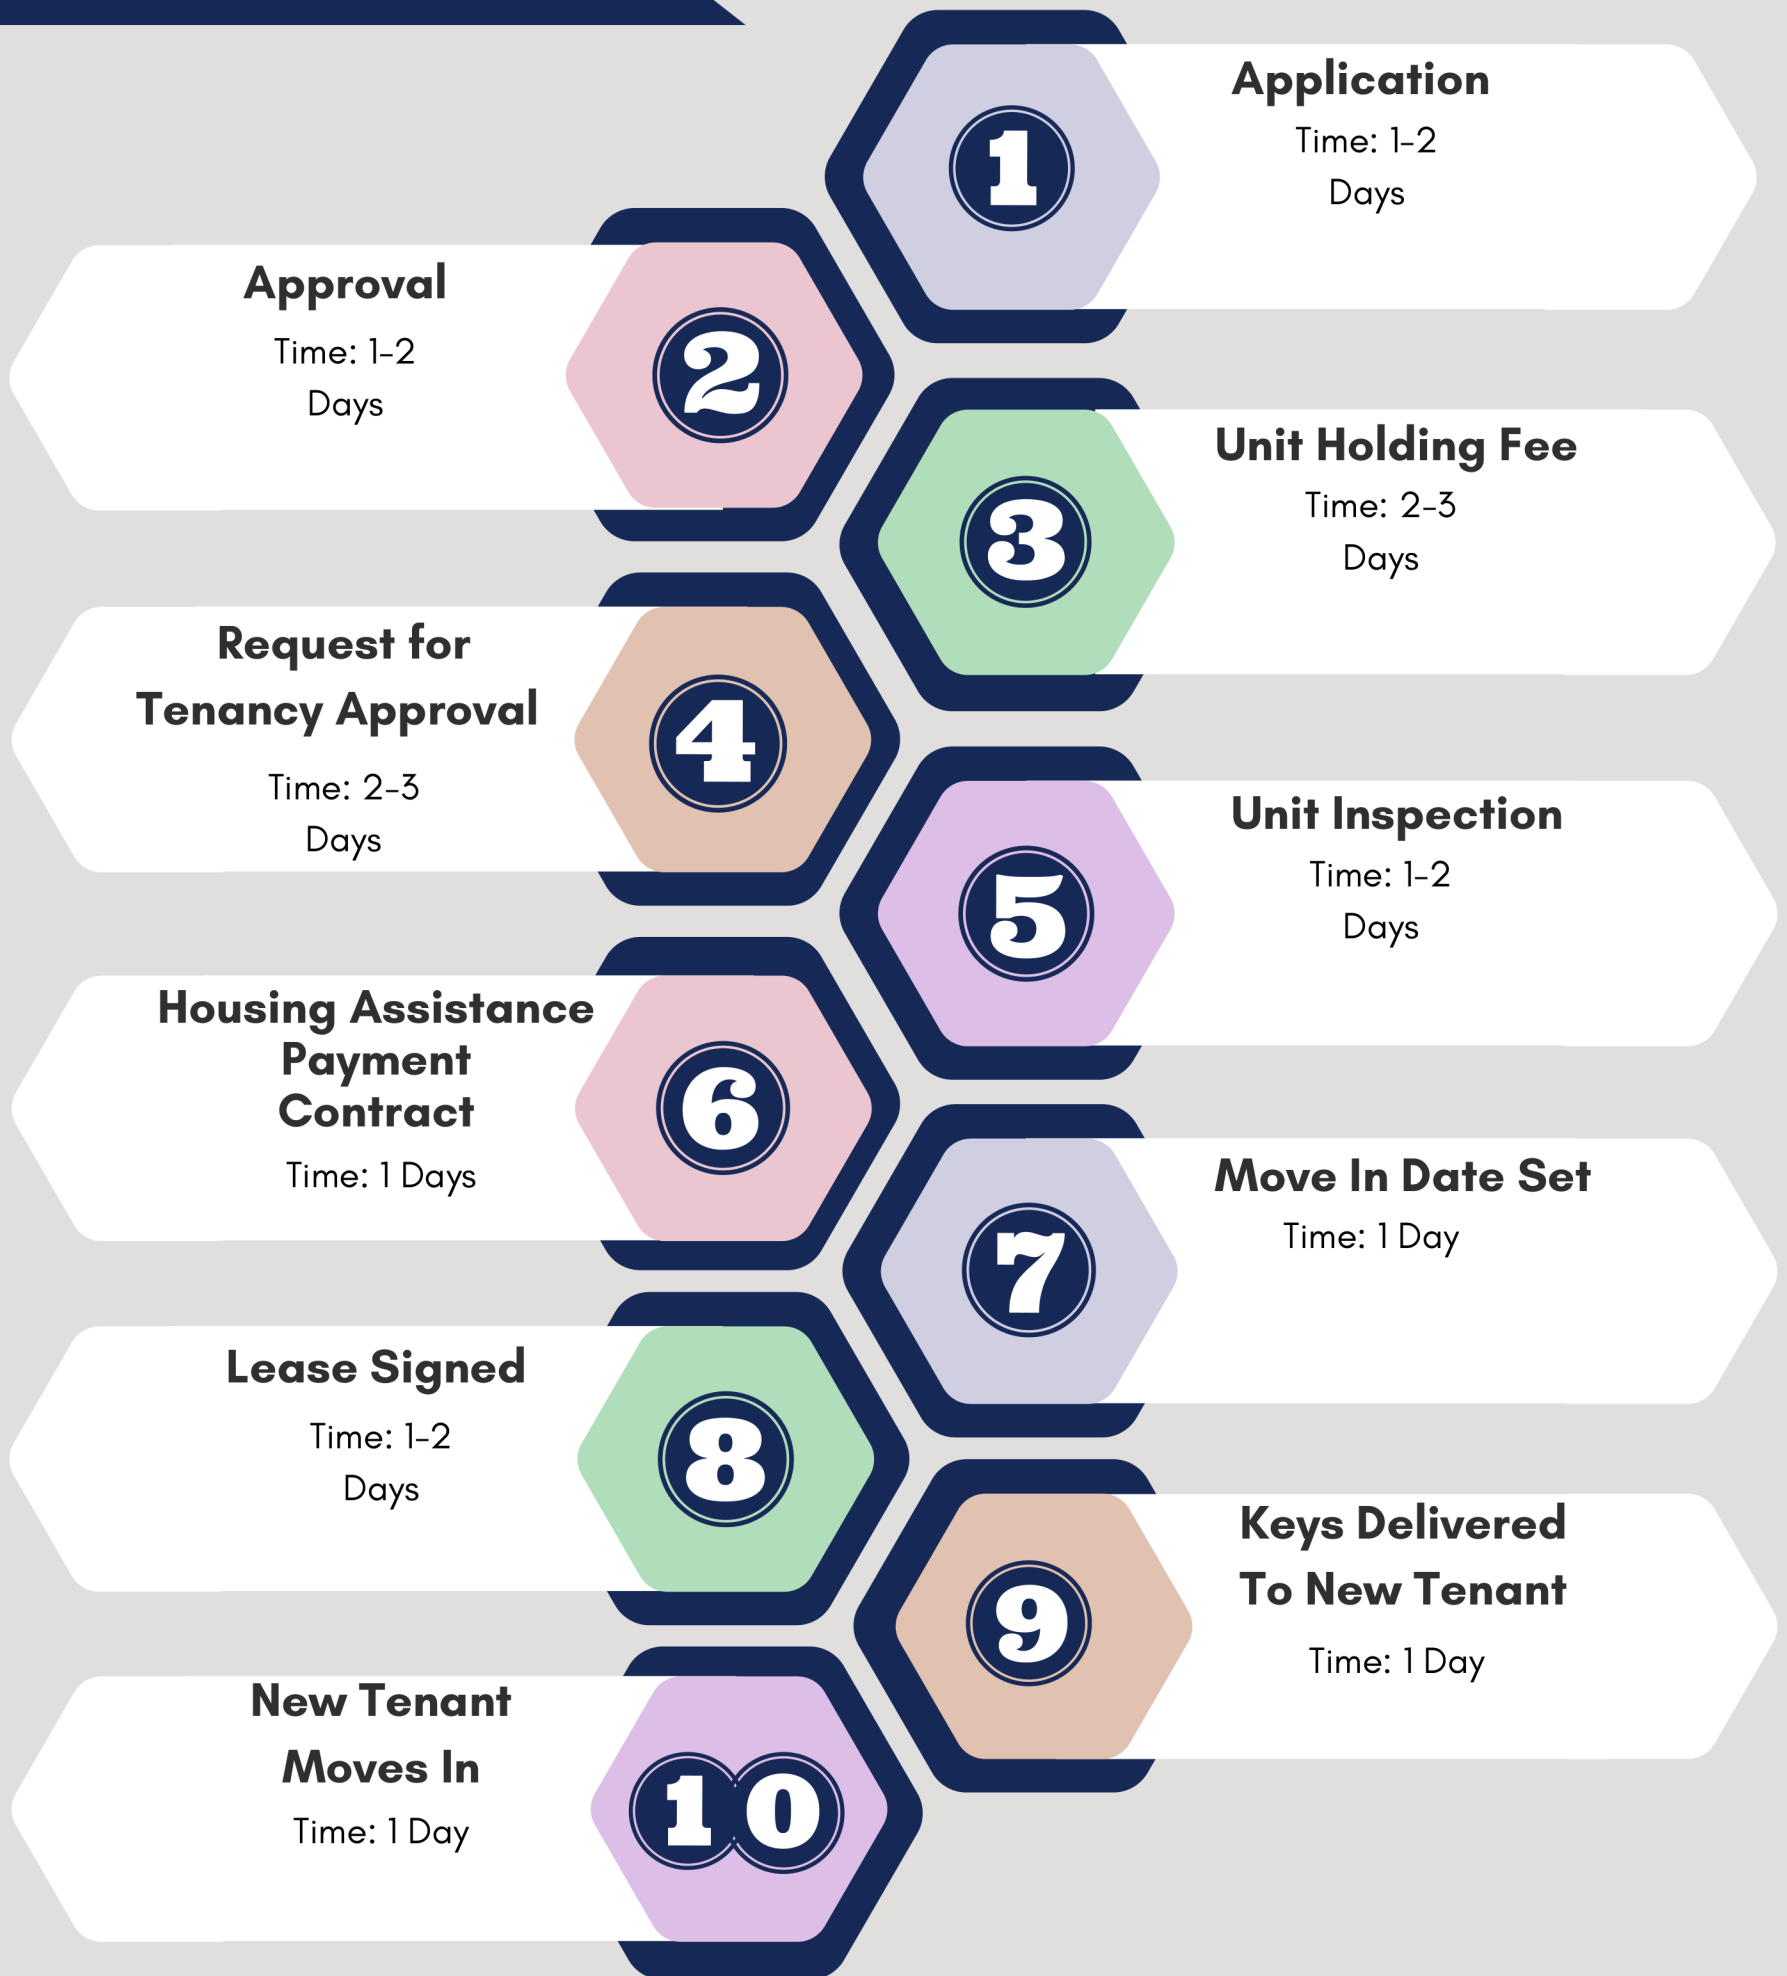 1
Application
Time: 1-2
Days
2
Approval
Time: 1-2
Days
3
Unit Holding Fee
Time: 2-3
Days
4
Request for
Tenancy Approval
Time: 2-3
Days
5
Unit Inspection
Time: 1-2
Days
6
Housing Assistance
Payment
Contract
Time: 1 Days
7
Move In Date Set
Time: 1 Day
8
Lease Signed
Time: 1-2
Days
9
Keys Delivered
To New Tenant
Time: 1 Day
10
New Tenant
Moves In
Time: 1 Day